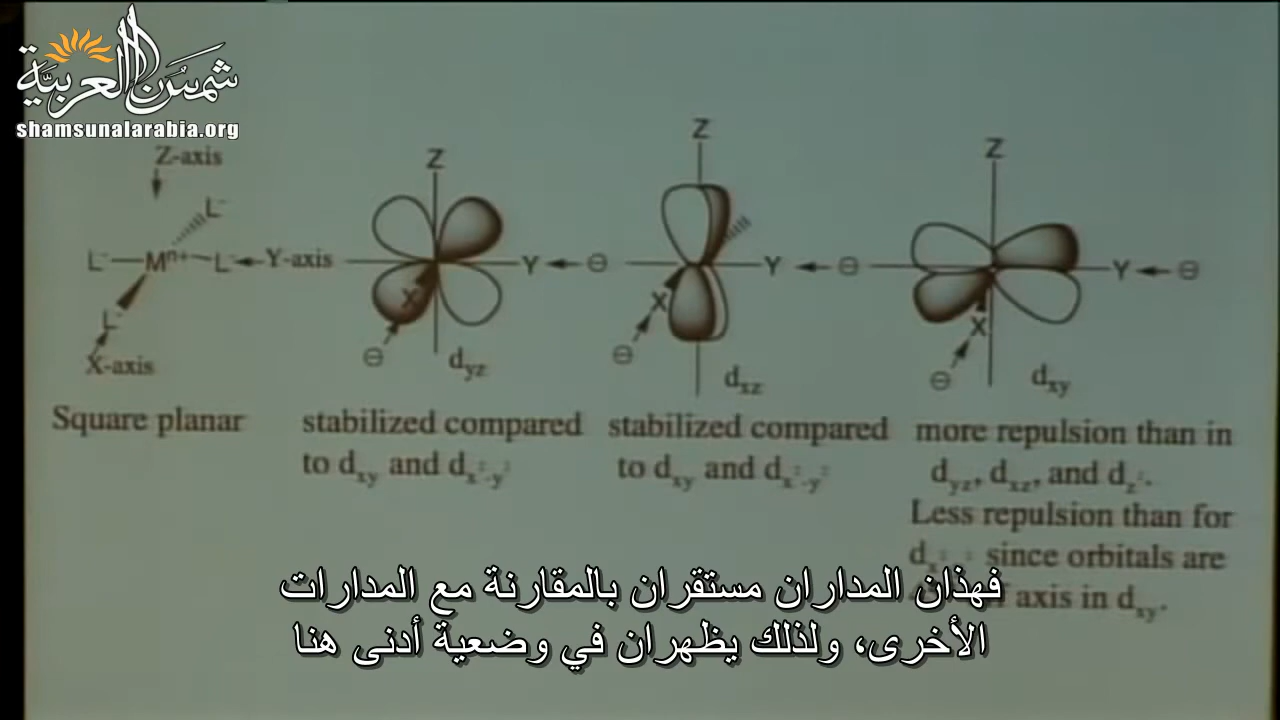 شمس العربية
shamsunalarabia.org
Z-axis
L⁻
L⁻—Mⁿ⁺—L⁻ Y-axis
L⁻
X-axis
Square planar
Z
Y ⊖
X
⊖
d_yz
stabilized compared
to d_xy and d_x²-y²
Z
Y ⊖
X
⊖
d_xz
stabilized compared
to d_xy and d_x²-y²
Z
Y ⊖
X
⊖
d_xy
more repulsion than in
d_yz, d_xz, and d_z².
Less repulsion than for
since orbitals are
axis in d_xy.
فهذان المداران مستقران بالمقارنة مع المدارات
الأخرى، ولذلك يظهران في وضعية أدنى هنا